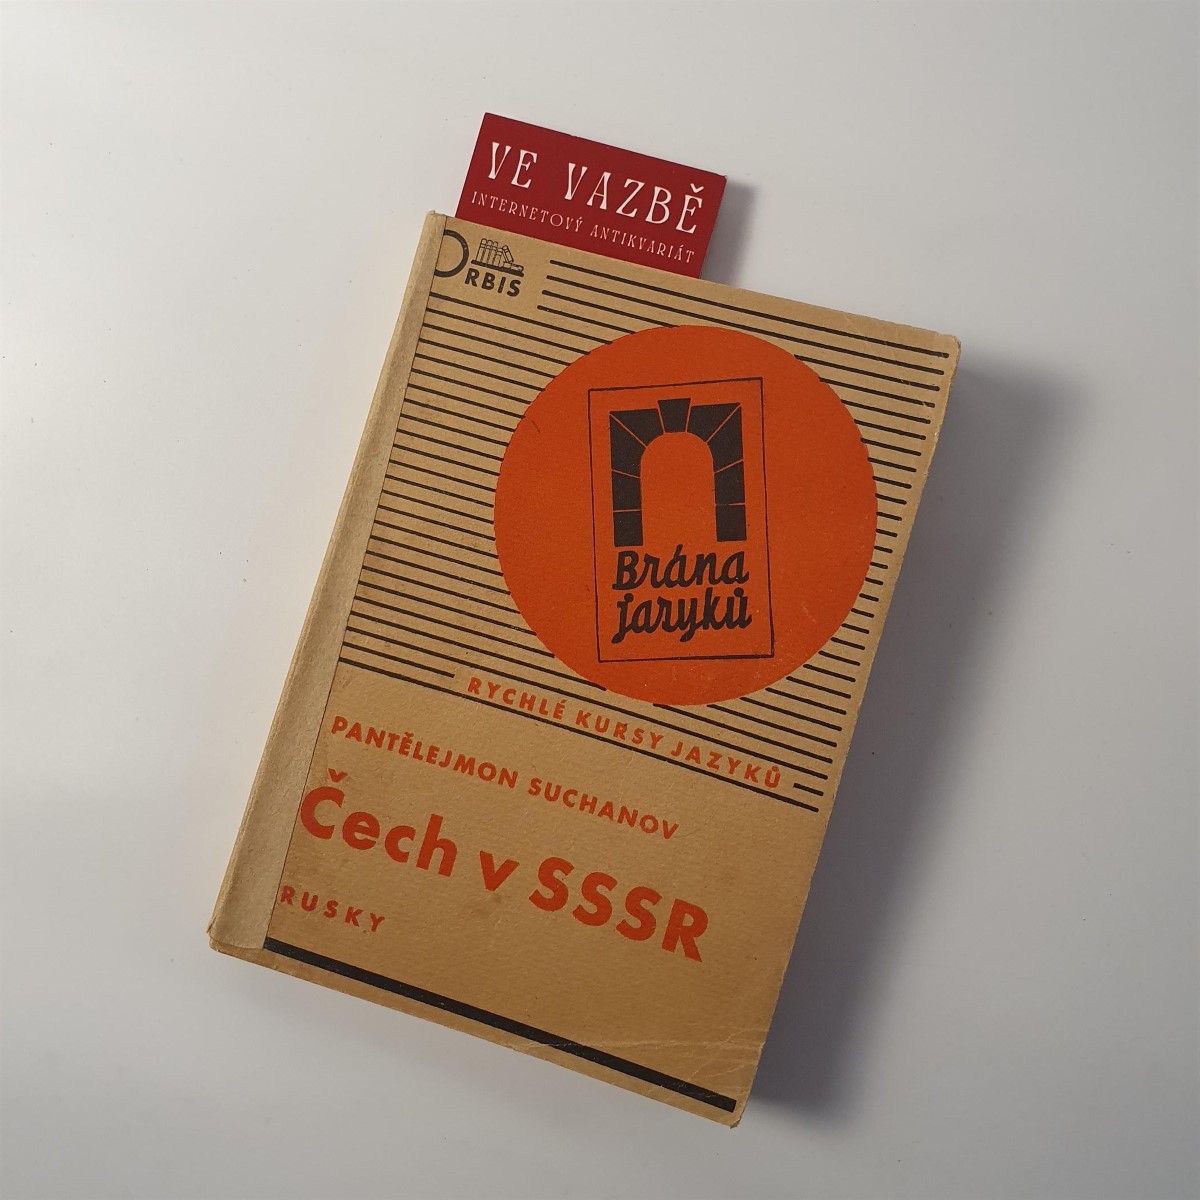 VE VAZBĚ
INTERNETOVÝ ANTIKVARIÁT
ORBIS
Brána
jazyků
RYCHLÉ KURSY JAZYKŮ
PANTĚLEJMON SUCHANOV
Čech v SSSR
RUSKY